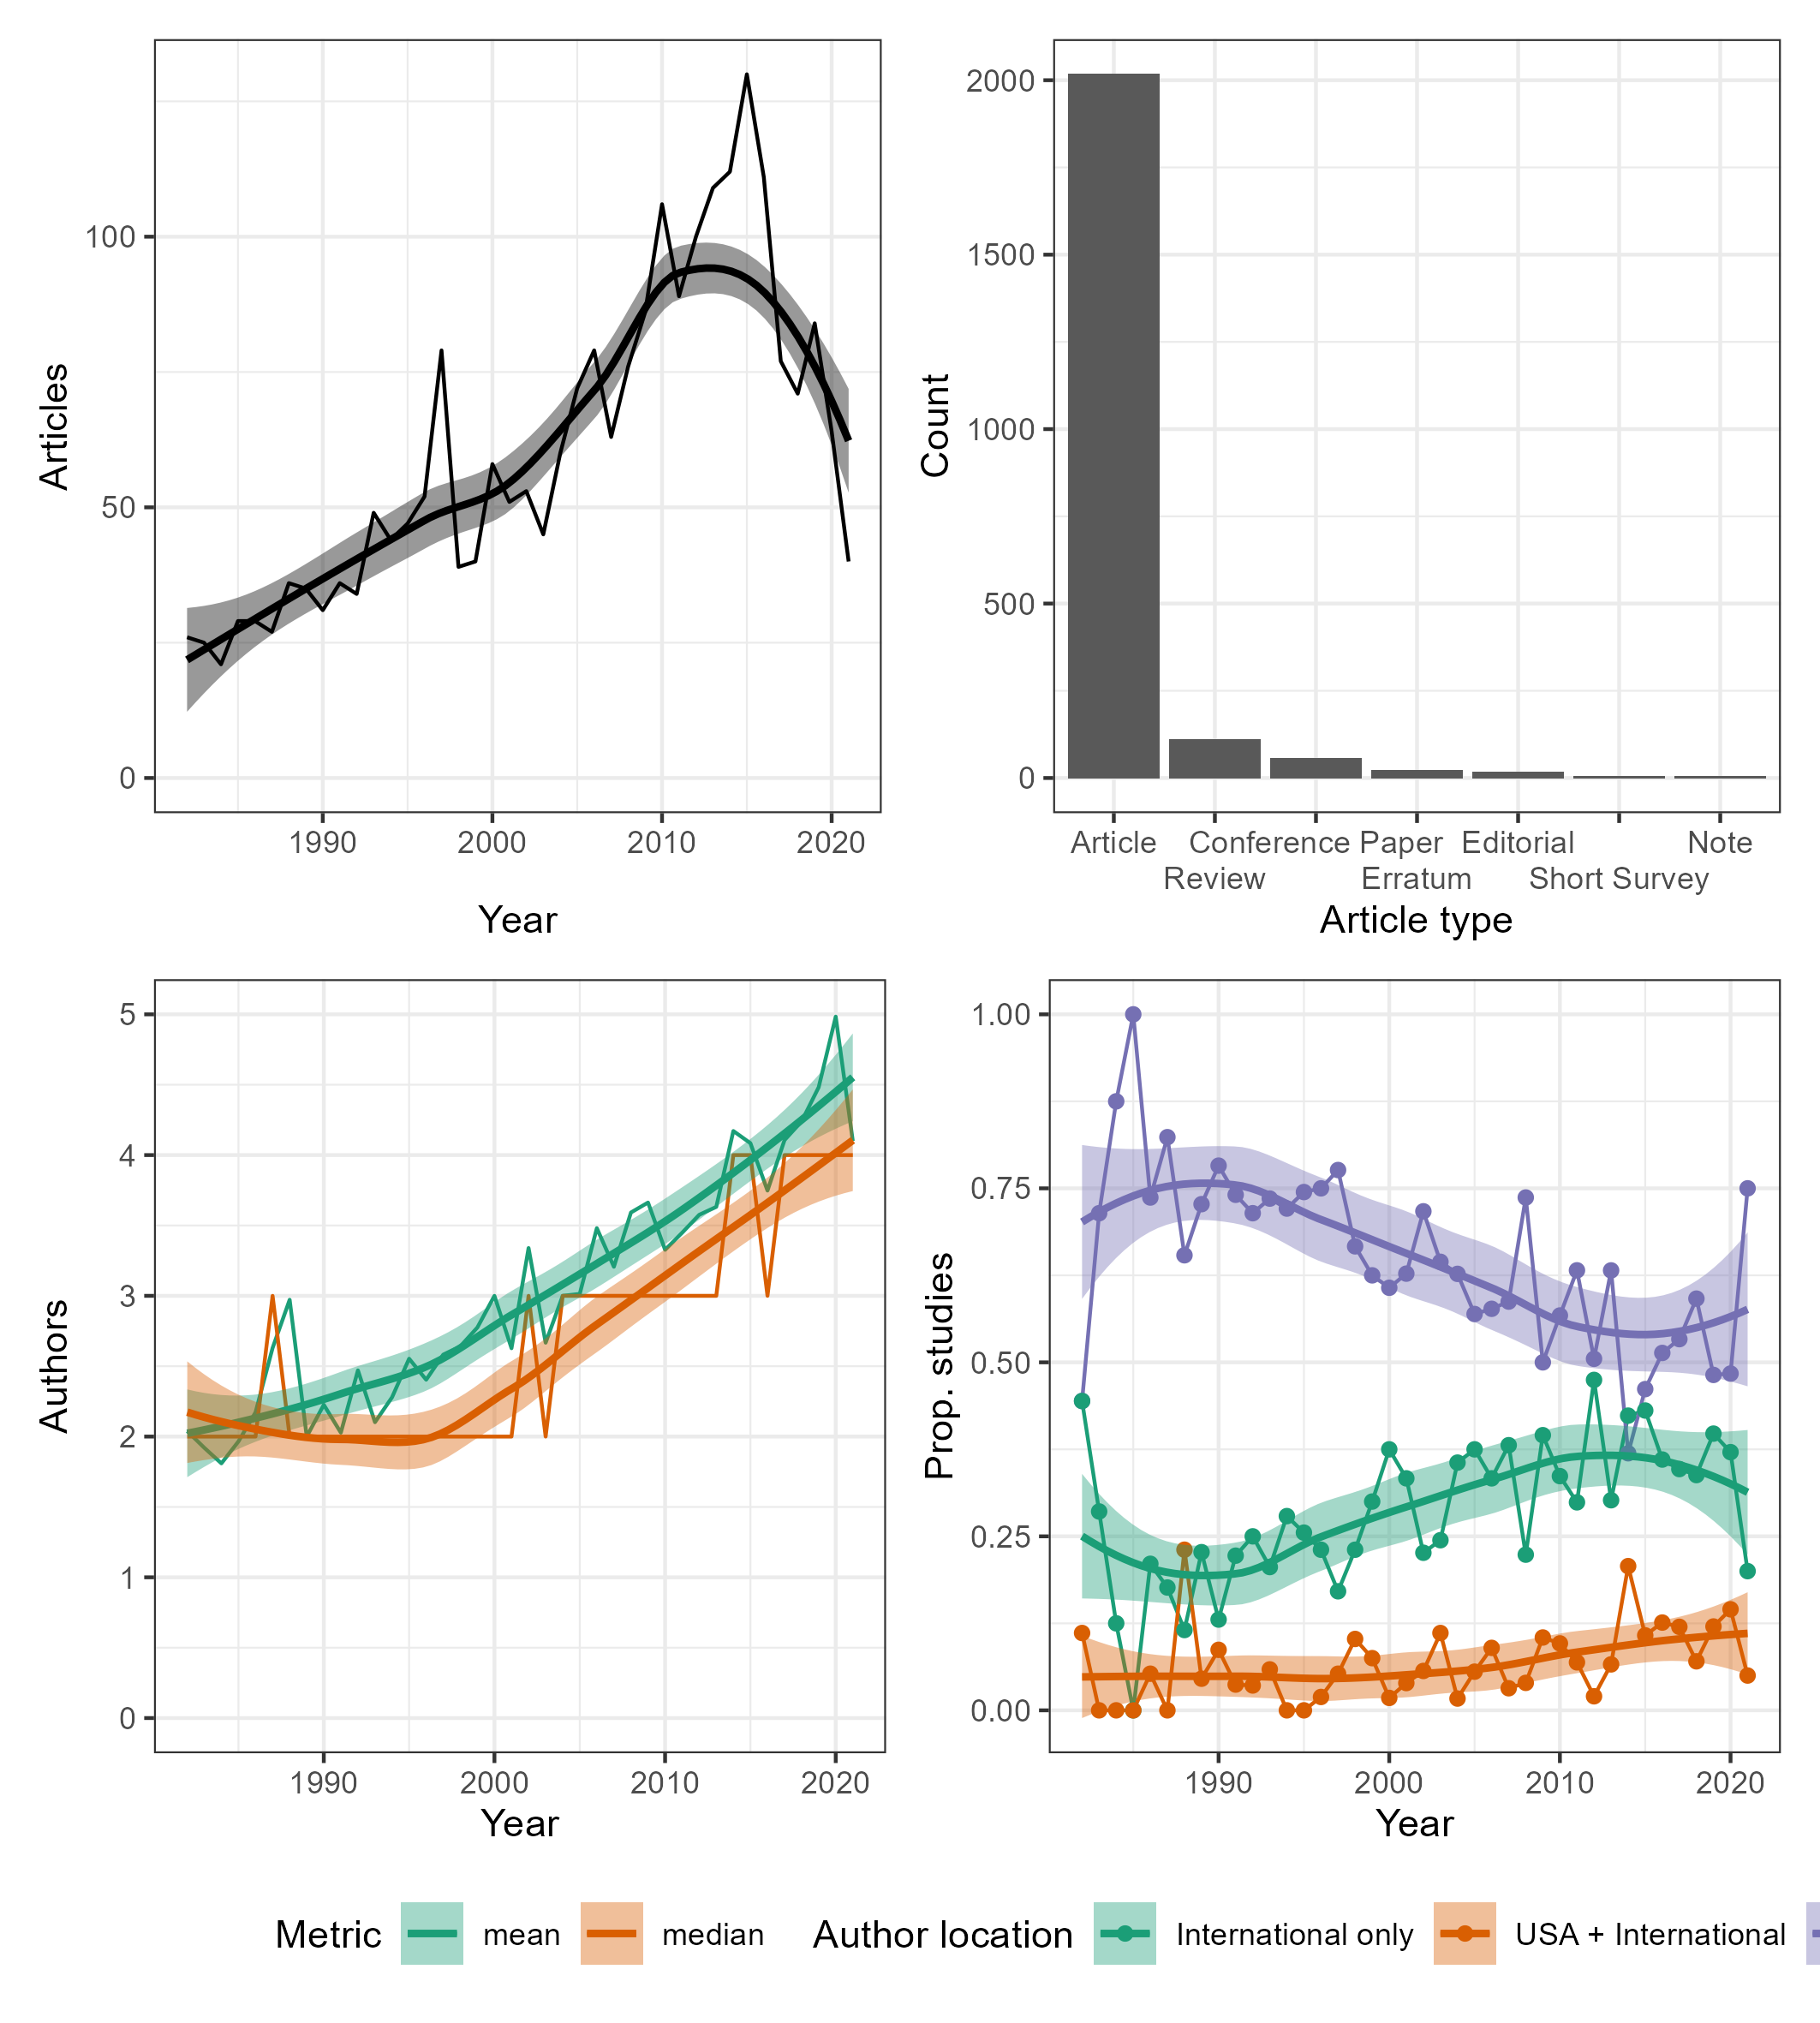 100
50
0
Articles
1990 2000 2010 2020
Year
2000
1500
1000
500
0
Count
Article Conference Paper Editorial Note
Review Erratum Short Survey
Article type
5
4
3
2
1
0
Authors
1990 2000 2010 2020
Year
1.00
0.75
0.50
0.25
0.00
Prop. studies
1990 2000 2010 2020
Year
Metric mean median Author location International only USA + International